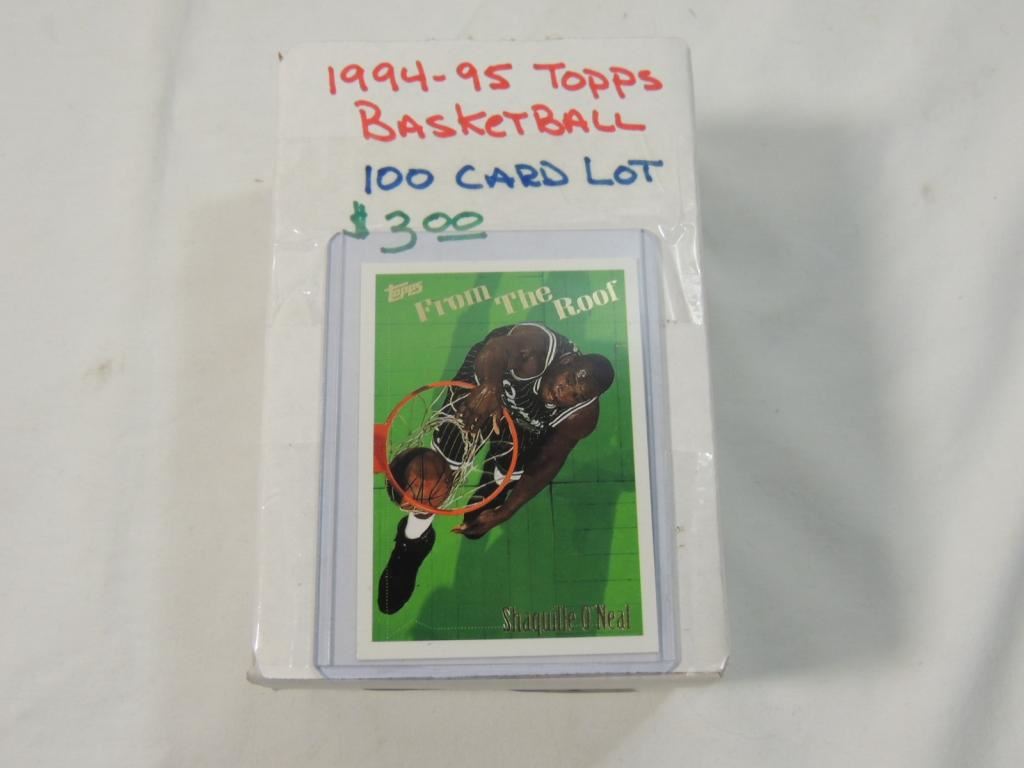 1994-95 Topps
BASKETBALL
100 CARD LOT
$3.00
Topps
From The Roof
Shaquille O'Neal